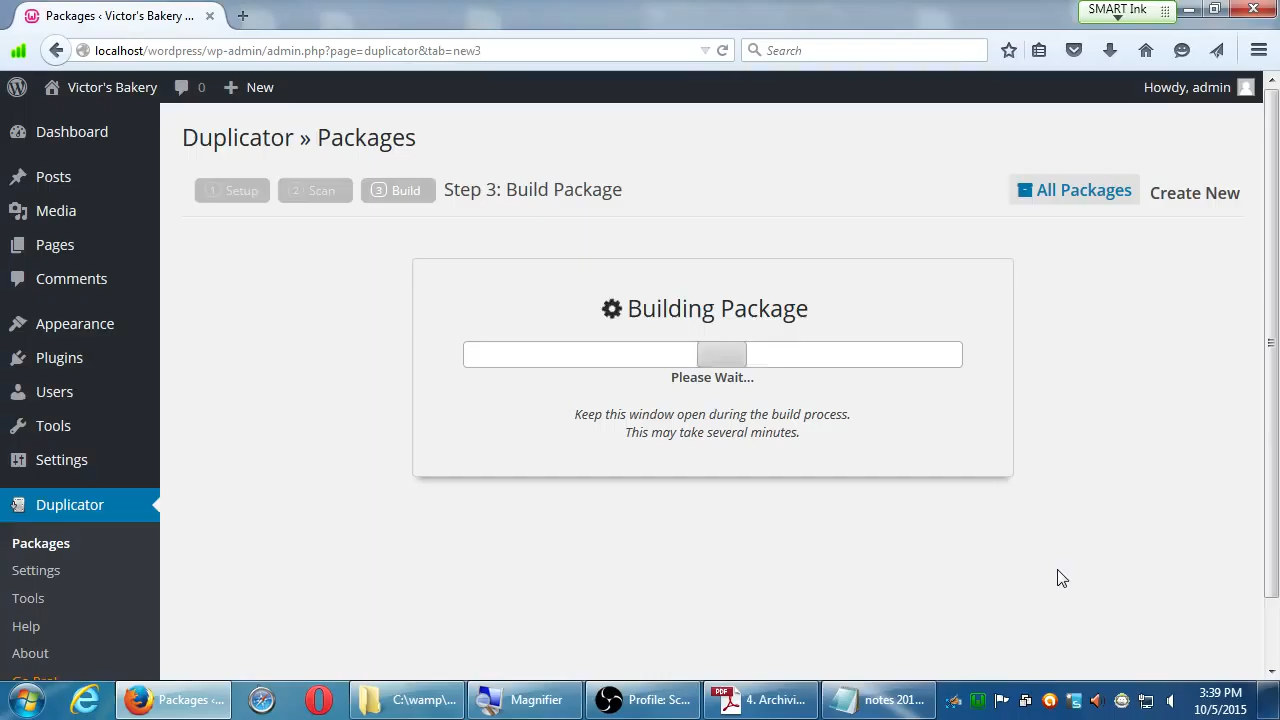 Packages ‹ Victor's Bakery ...
SMART Ink
localhost/wordpress/wp-admin/admin.php?page=duplicator&tab=new3
Search
Victor's Bakery
0
New
Howdy, admin
Dashboard
Posts
Media
Pages
Comments
Appearance
Plugins
Users
Tools
Settings
Duplicator
Packages
Settings
Tools
Help
About
Go Pro!
Duplicator » Packages
1 Setup
2 Scan
3 Build
Step 3: Build Package
All Packages
Create New
Building Package
Please Wait...
Keep this window open during the build process.
This may take several minutes.
Packages ‹...
C:\wamp\...
Magnifier
Profile: Sc...
PDF
4. Archivi...
notes 201...
3:39 PM
10/5/2015